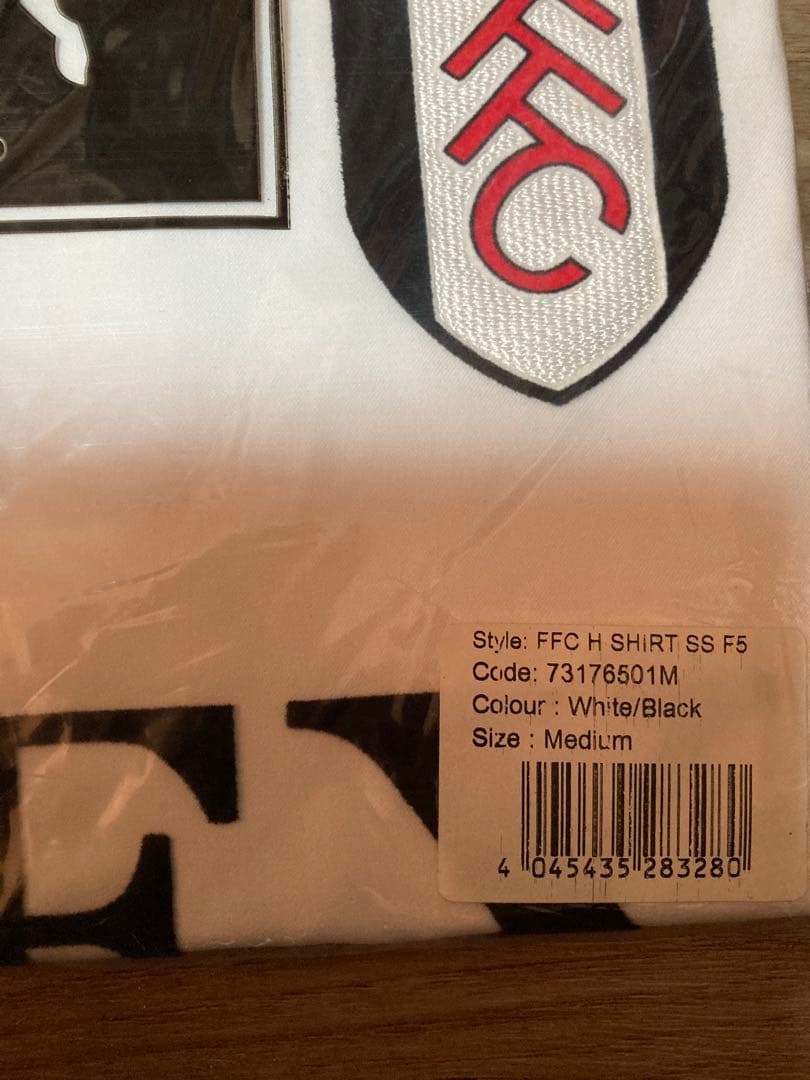 FFC
Style: FFC H SHIRT SS F5
Code: 73176501M
Colour : White/Black
Size : Medium
4 045435 283280